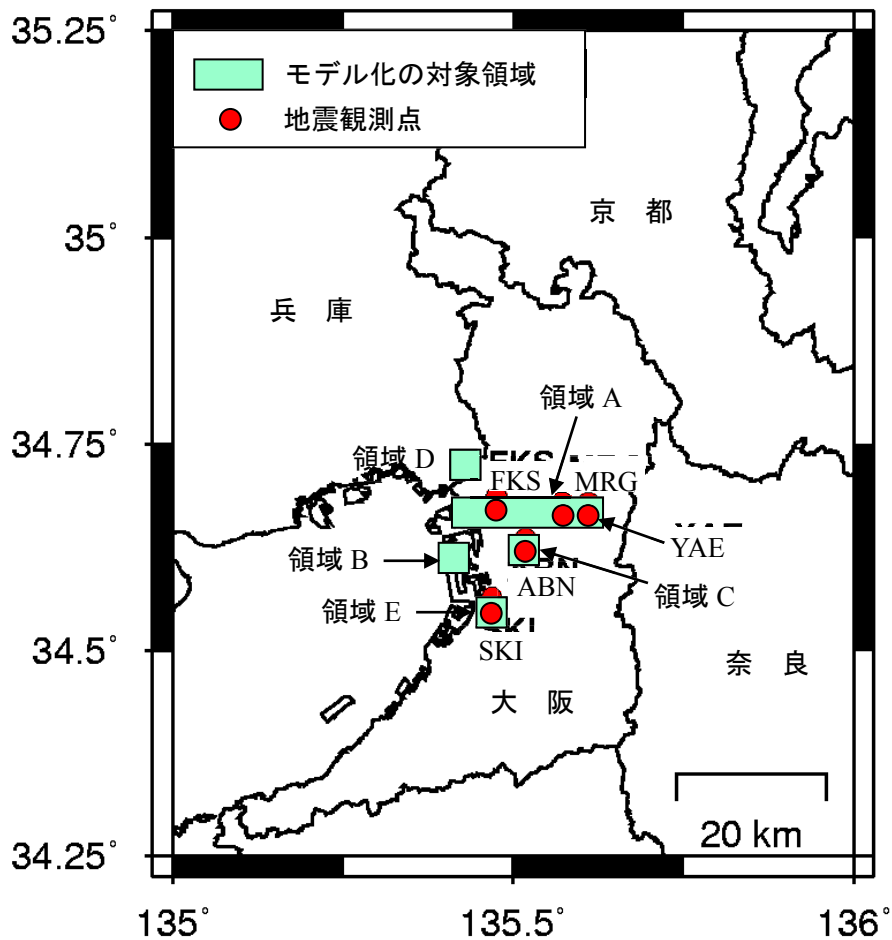 35.25°
モデル化の対象領域
地震観測点
京 都
35°
兵 庫
領域 A
34.75°
領域 D
FKS
MRG
YAE
領域 B
ABN
領域 C
領域 E
SKI
34.5°
奈 良
大 阪
20 km
34.25°
135°
135.5°
136°